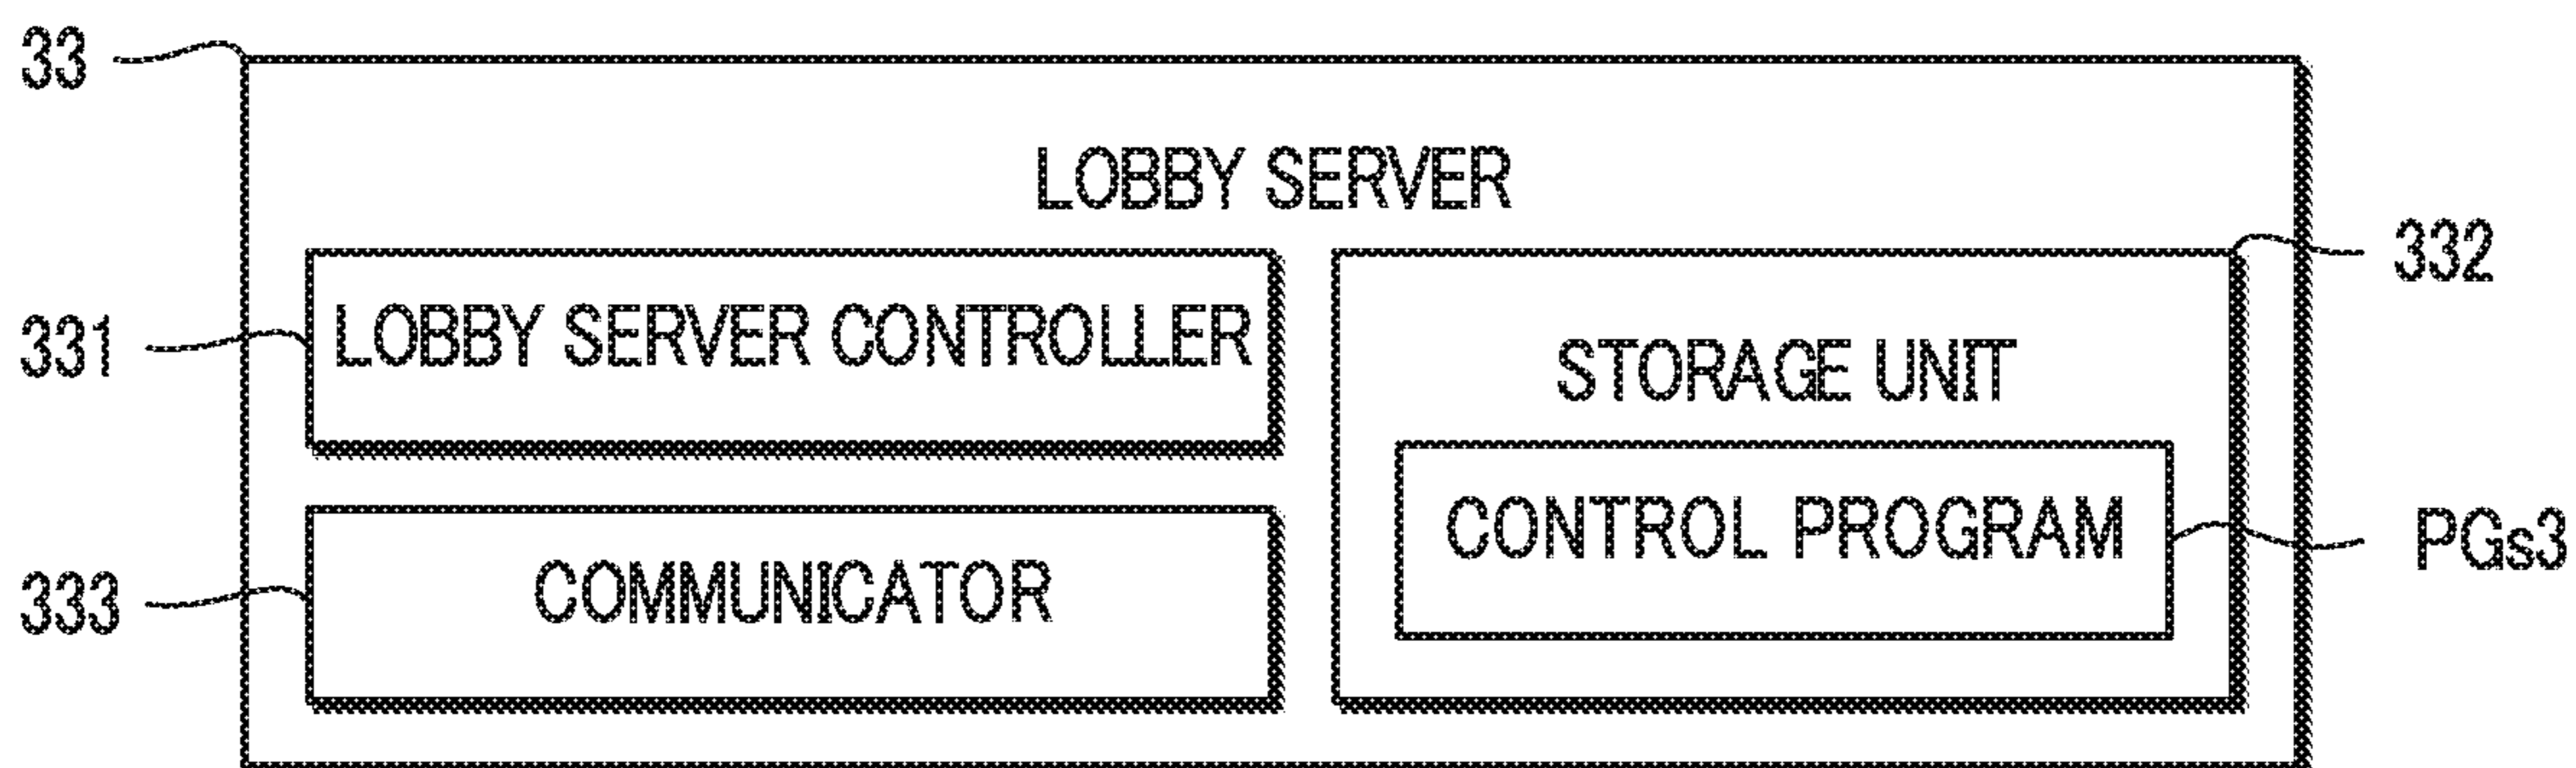 33
LOBBY SERVER
331
LOBBY SERVER CONTROLLER
332
STORAGE UNIT
CONTROL PROGRAM
PGs3
333
COMMUNICATOR